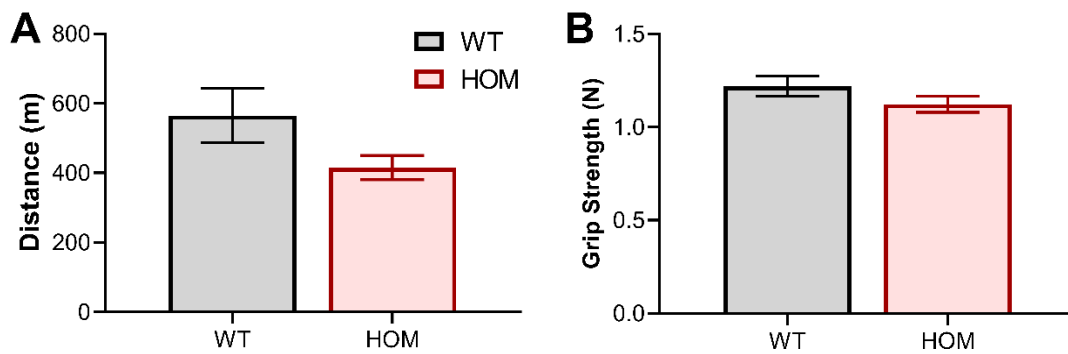 A
Distance (m)
800
600
400
200
0
WT
HOM
WT
HOM
B
Grip Strength (N)
1.5
1.0
0.5
0.0
WT
HOM